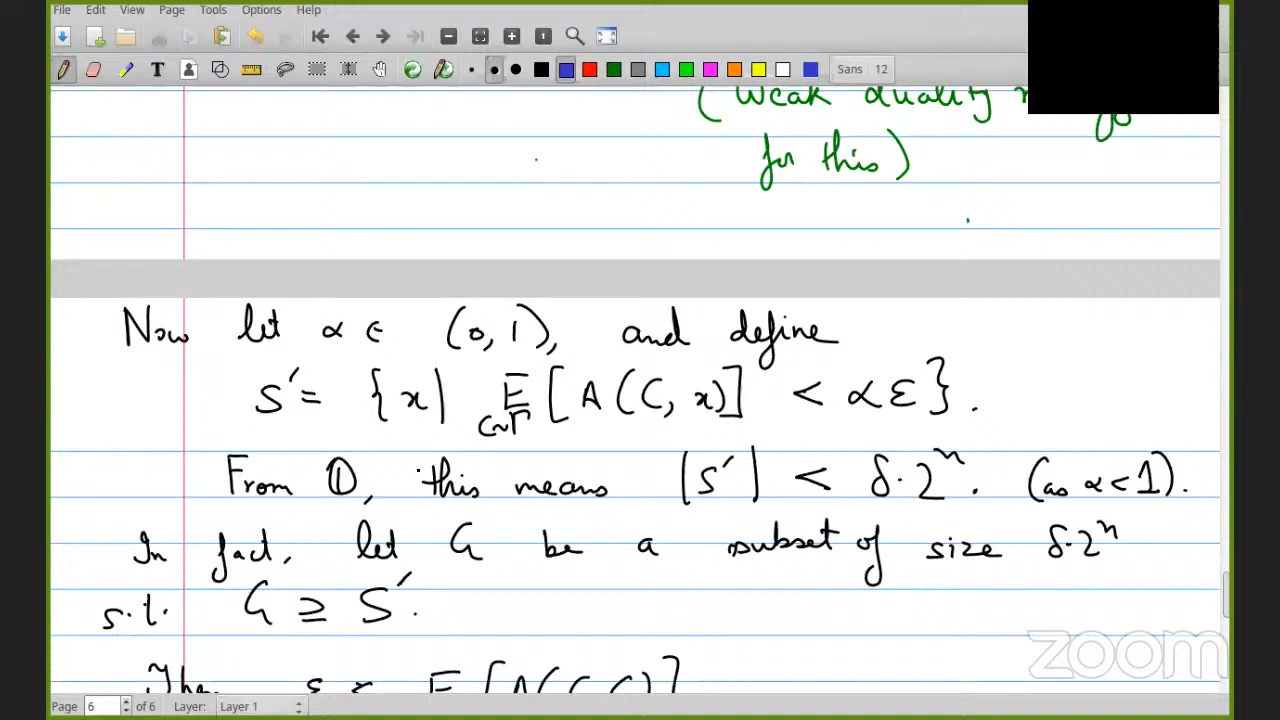 File Edit View Page Tools Options Help
Sans 12
(Weak duality
for this)
Now let α ∈ (0,1), and define
S' = {x| E [A(C, x)] < αε}.
C~Γ
From ①, this means |S'| < δ·2ⁿ. (as α<1).
In fact, let G be a subset of size δ·2ⁿ
s.t. G ⊇ S'.
Then ε ≤ E [A(C, G)]
zoom
Page 6 of 6 Layer: Layer 1